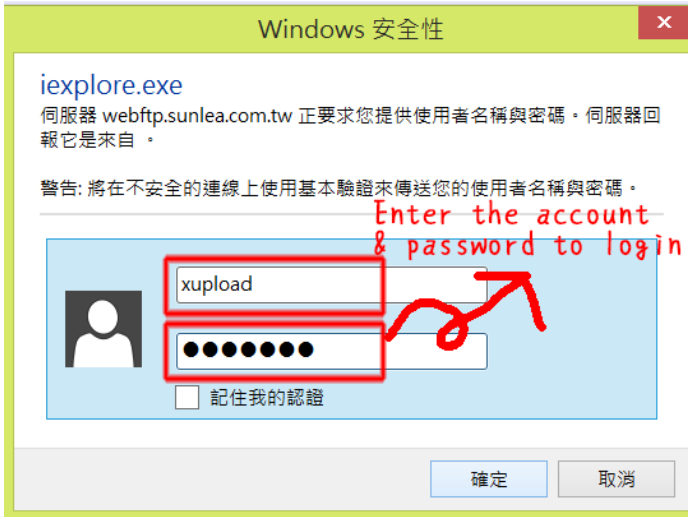 Windows 安全性
iexplore.exe
伺服器 webftp.sunlea.com.tw 正要求您提供使用者名稱與密碼。伺服器回
報它是來自 。
警告: 將在不安全的連線上使用基本驗證來傳送您的使用者名稱與密碼。
Enter the account
& password to login
xupload
●●●●●●●
記住我的認證
確定
取消